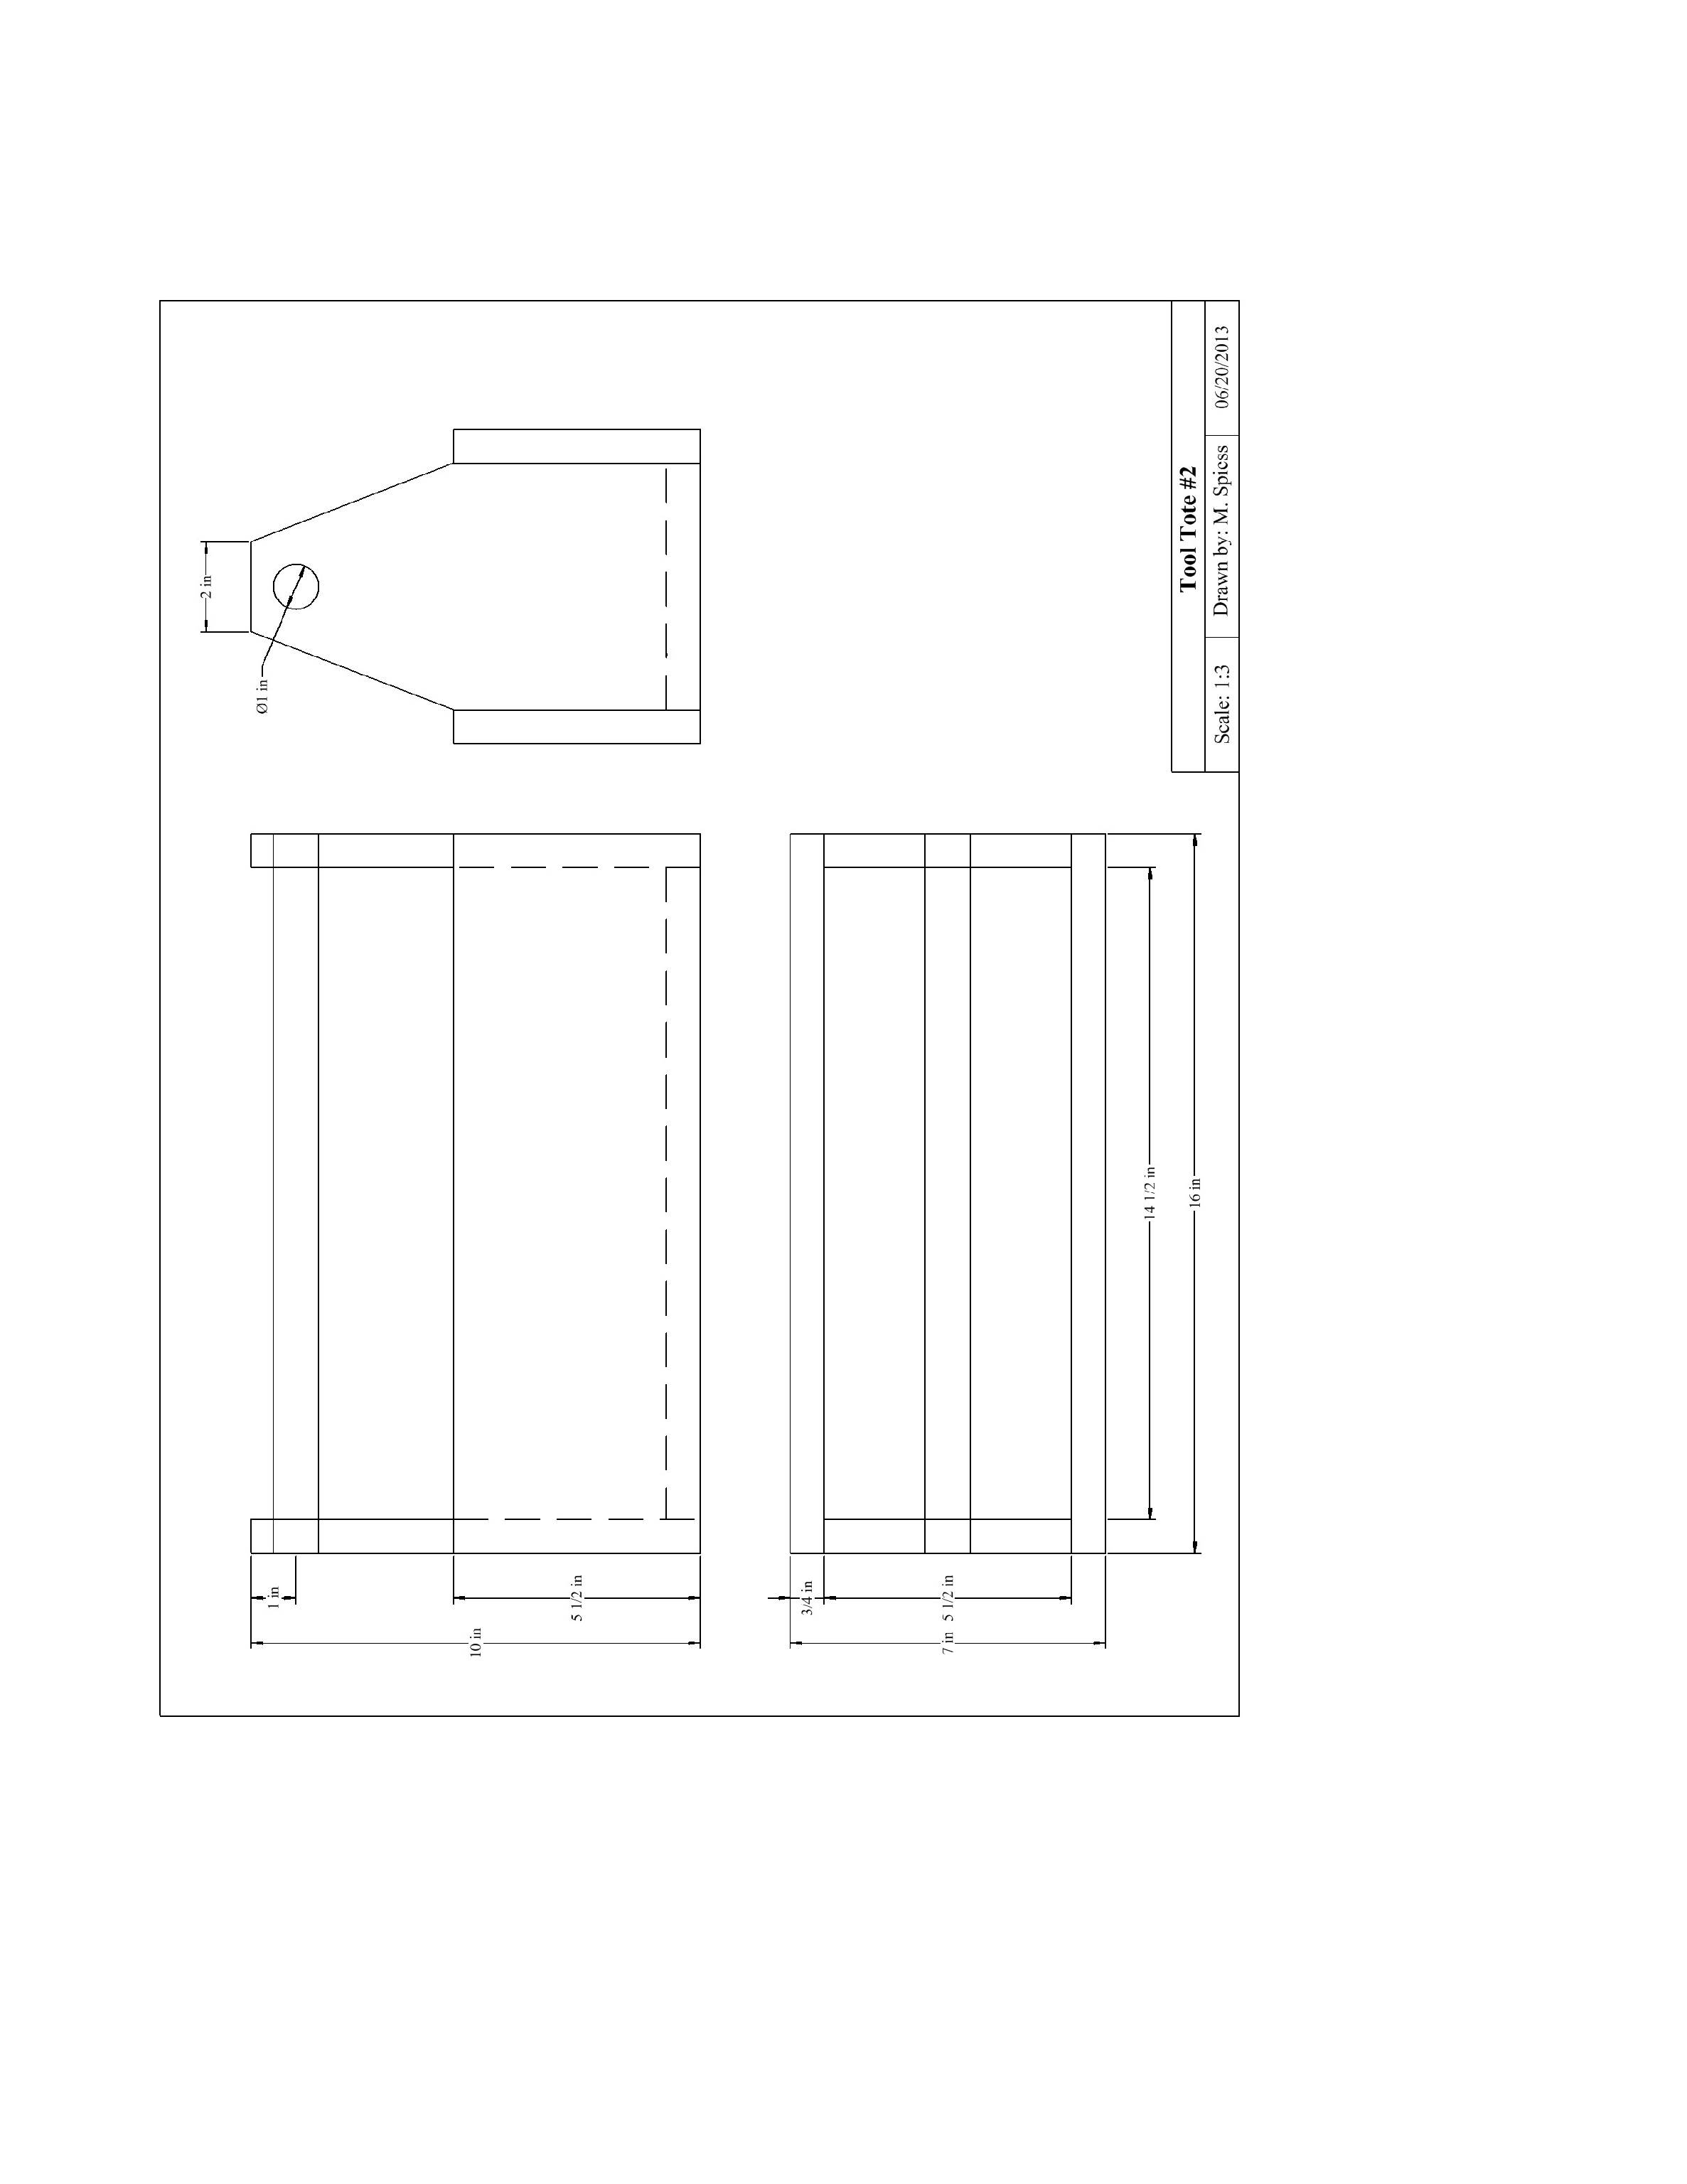 2 in
Ø1 in
1 in
10 in
5 1/2 in
3/4 in
7 in
5 1/2 in
14 1/2 in
16 in
Tool Tote #2
Scale: 1:3 Drawn by: M. Spiess 06/20/2013